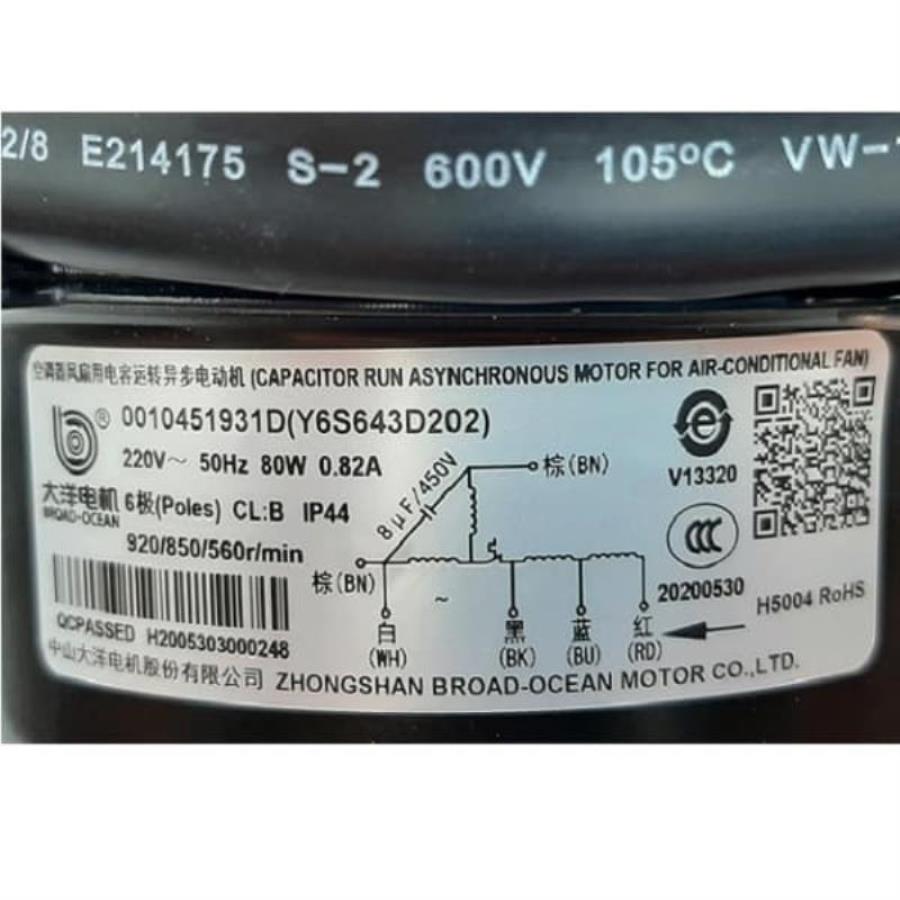 2/8 E214175 S-2 600V 105ºC VW-1
空调器风扇用电容运转异步电动机 (CAPACITOR RUN ASYNCHRONOUS MOTOR FOR AIR-CONDITIONAL FAN)
® 0010451931D(Y6S643D202)
220V～ 50Hz 80W 0.82A
大洋电机 6极(Poles) CL:B IP44
BROAD-OCEAN
920/850/560r/min
8μF/450V
棕(BN)
棕(BN)
～
白 黑 蓝 红
(WH) (BK) (BU) (RD)
V13320
CCC
20200530
H5004 RoHS
QCPASSED H2005303000248
中山大洋电机股份有限公司 ZHONGSHAN BROAD-OCEAN MOTOR CO.,LTD.